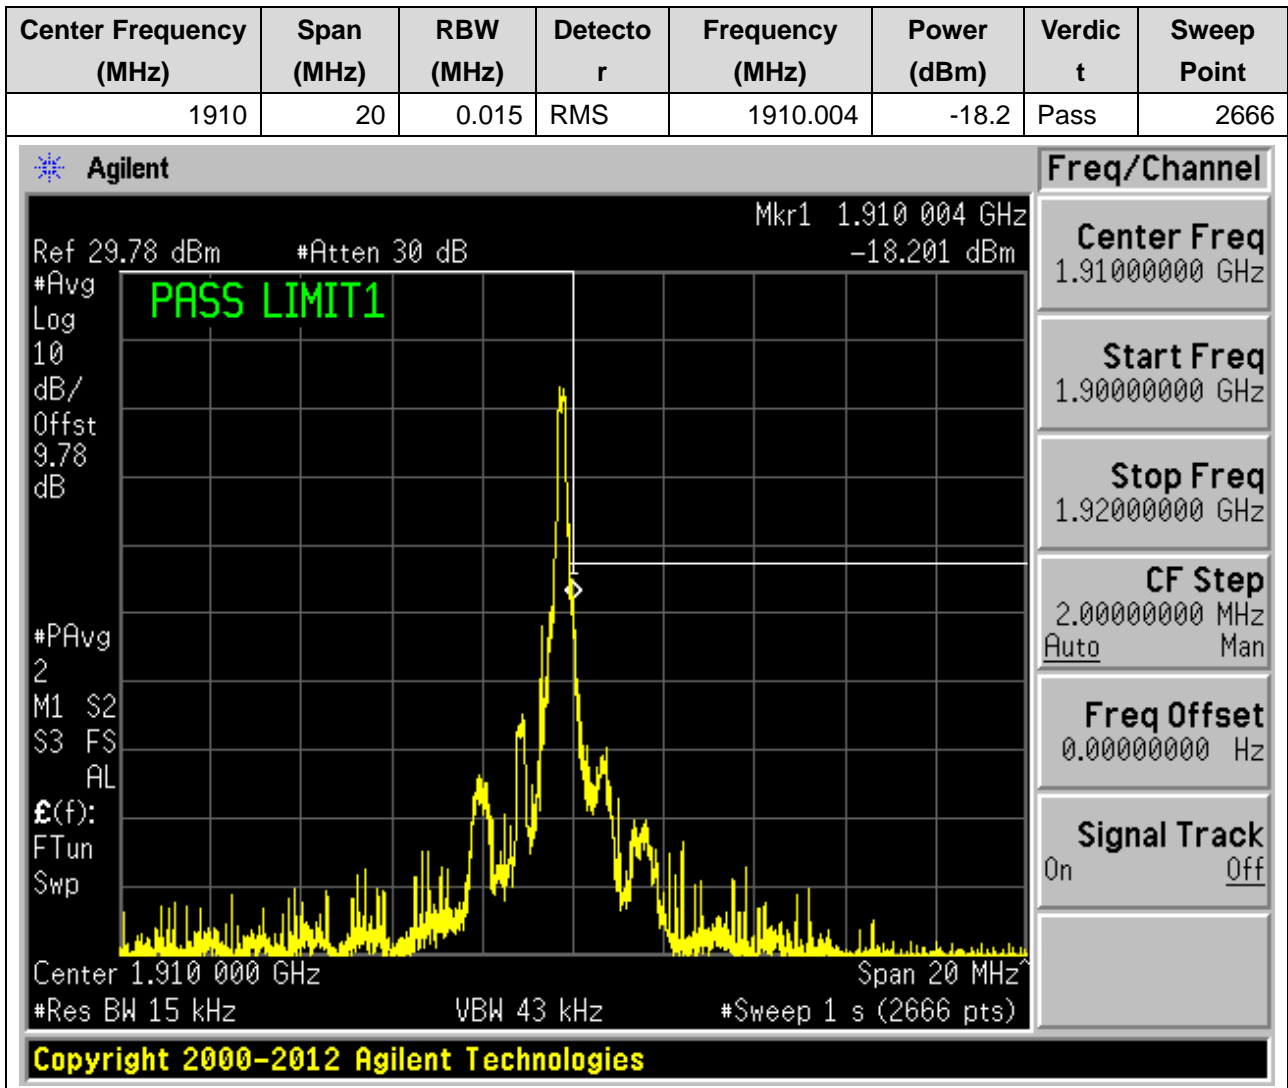 Center Frequency (MHz) Span (MHz) RBW (MHz) Detector Frequency (MHz) Power (dBm) Verdict Sweep Point
1910 20 0.015 RMS 1910.004 -18.2 Pass 2666
Agilent
Freq/Channel
Mkr1 1.910 004 GHz
Ref 29.78 dBm #Atten 30 dB -18.201 dBm
#Avg
Log
10
dB/
Offst
9.78
dB
PASS LIMIT1
#PAvg
2
M1 S2
S3 FS
AL
£(f):
FTun
Swp
Center 1.910 000 GHz Span 20 MHz^
#Res BW 15 kHz VBW 43 kHz #Sweep 1 s (2666 pts)
Center Freq
1.91000000 GHz
Start Freq
1.90000000 GHz
Stop Freq
1.92000000 GHz
CF Step
2.00000000 MHz
Auto Man
Freq Offset
0.00000000 Hz
Signal Track
On Off
Copyright 2000-2012 Agilent Technologies